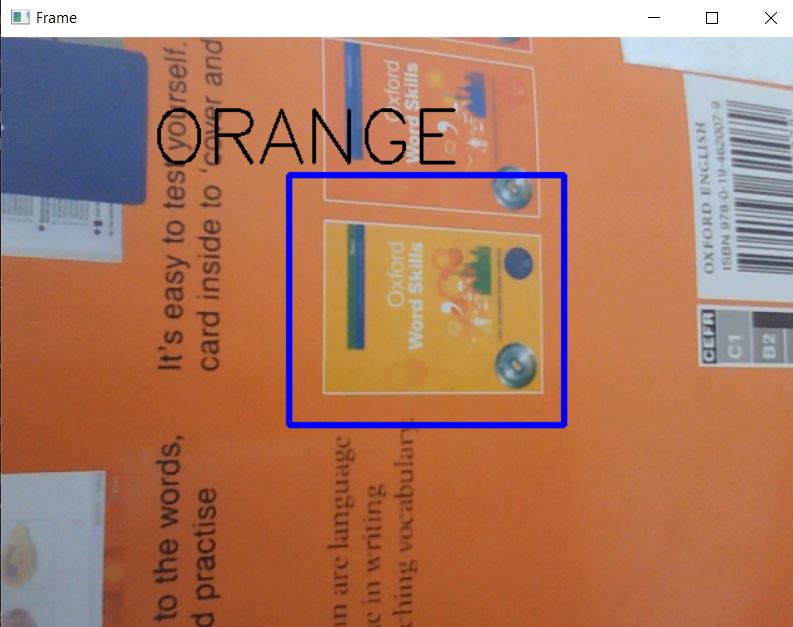 Frame
ORANGE
It's easy to test yourself.
card inside to 'cover and
to the words,
d practise
Oxford
Word Skills
Oxford
Word Skills
an are language
in writing
ching vocabulary.
OXFORD ENGLISH
ISBN 978-0-19-462007-9
CEFR
C1
B2